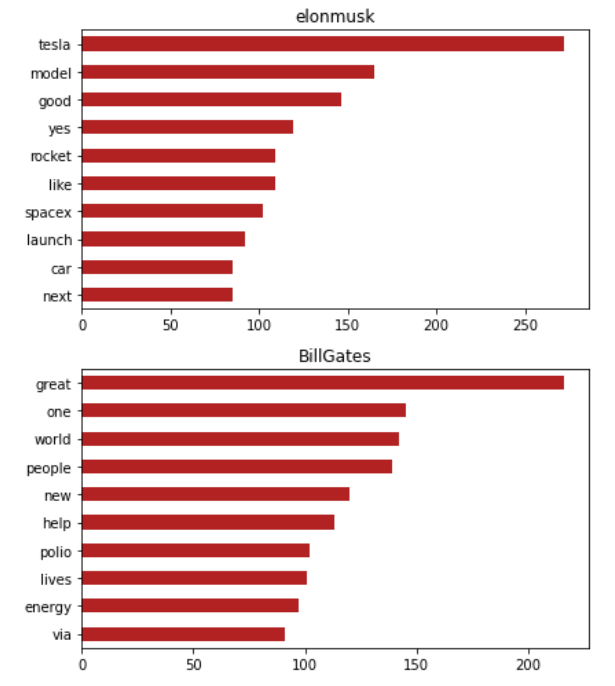 elonmusk
tesla
model
good
yes
rocket
like
spacex
launch
car
next
0 50 100 150 200 250
BillGates
great
one
world
people
new
help
polio
lives
energy
via
0 50 100 150 200